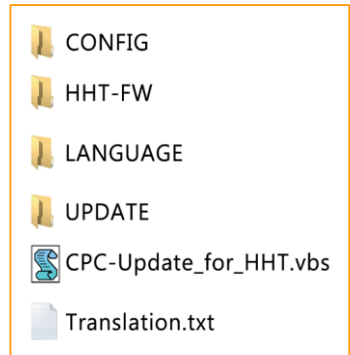 CONFIG
HHT-FW
LANGUAGE
UPDATE
CPC-Update_for_HHT.vbs
Translation.txt